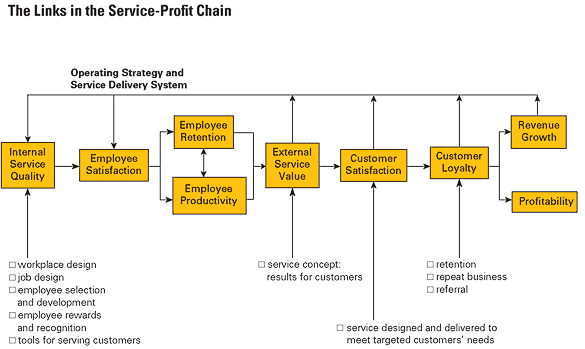 The Links in the Service-Profit Chain
Operating Strategy and
Service Delivery System
Internal
Service
Quality
Employee
Satisfaction
Employee
Retention
Employee
Productivity
External
Service
Value
Customer
Satisfaction
Customer
Loyalty
Revenue
Growth
Profitability
□ workplace design
□ job design
□ employee selection
and development
□ employee rewards
and recognition
□ tools for serving customers
□ service concept:
results for customers
□ service designed and delivered to
meet targeted customers' needs
□ retention
□ repeat business
□ referral